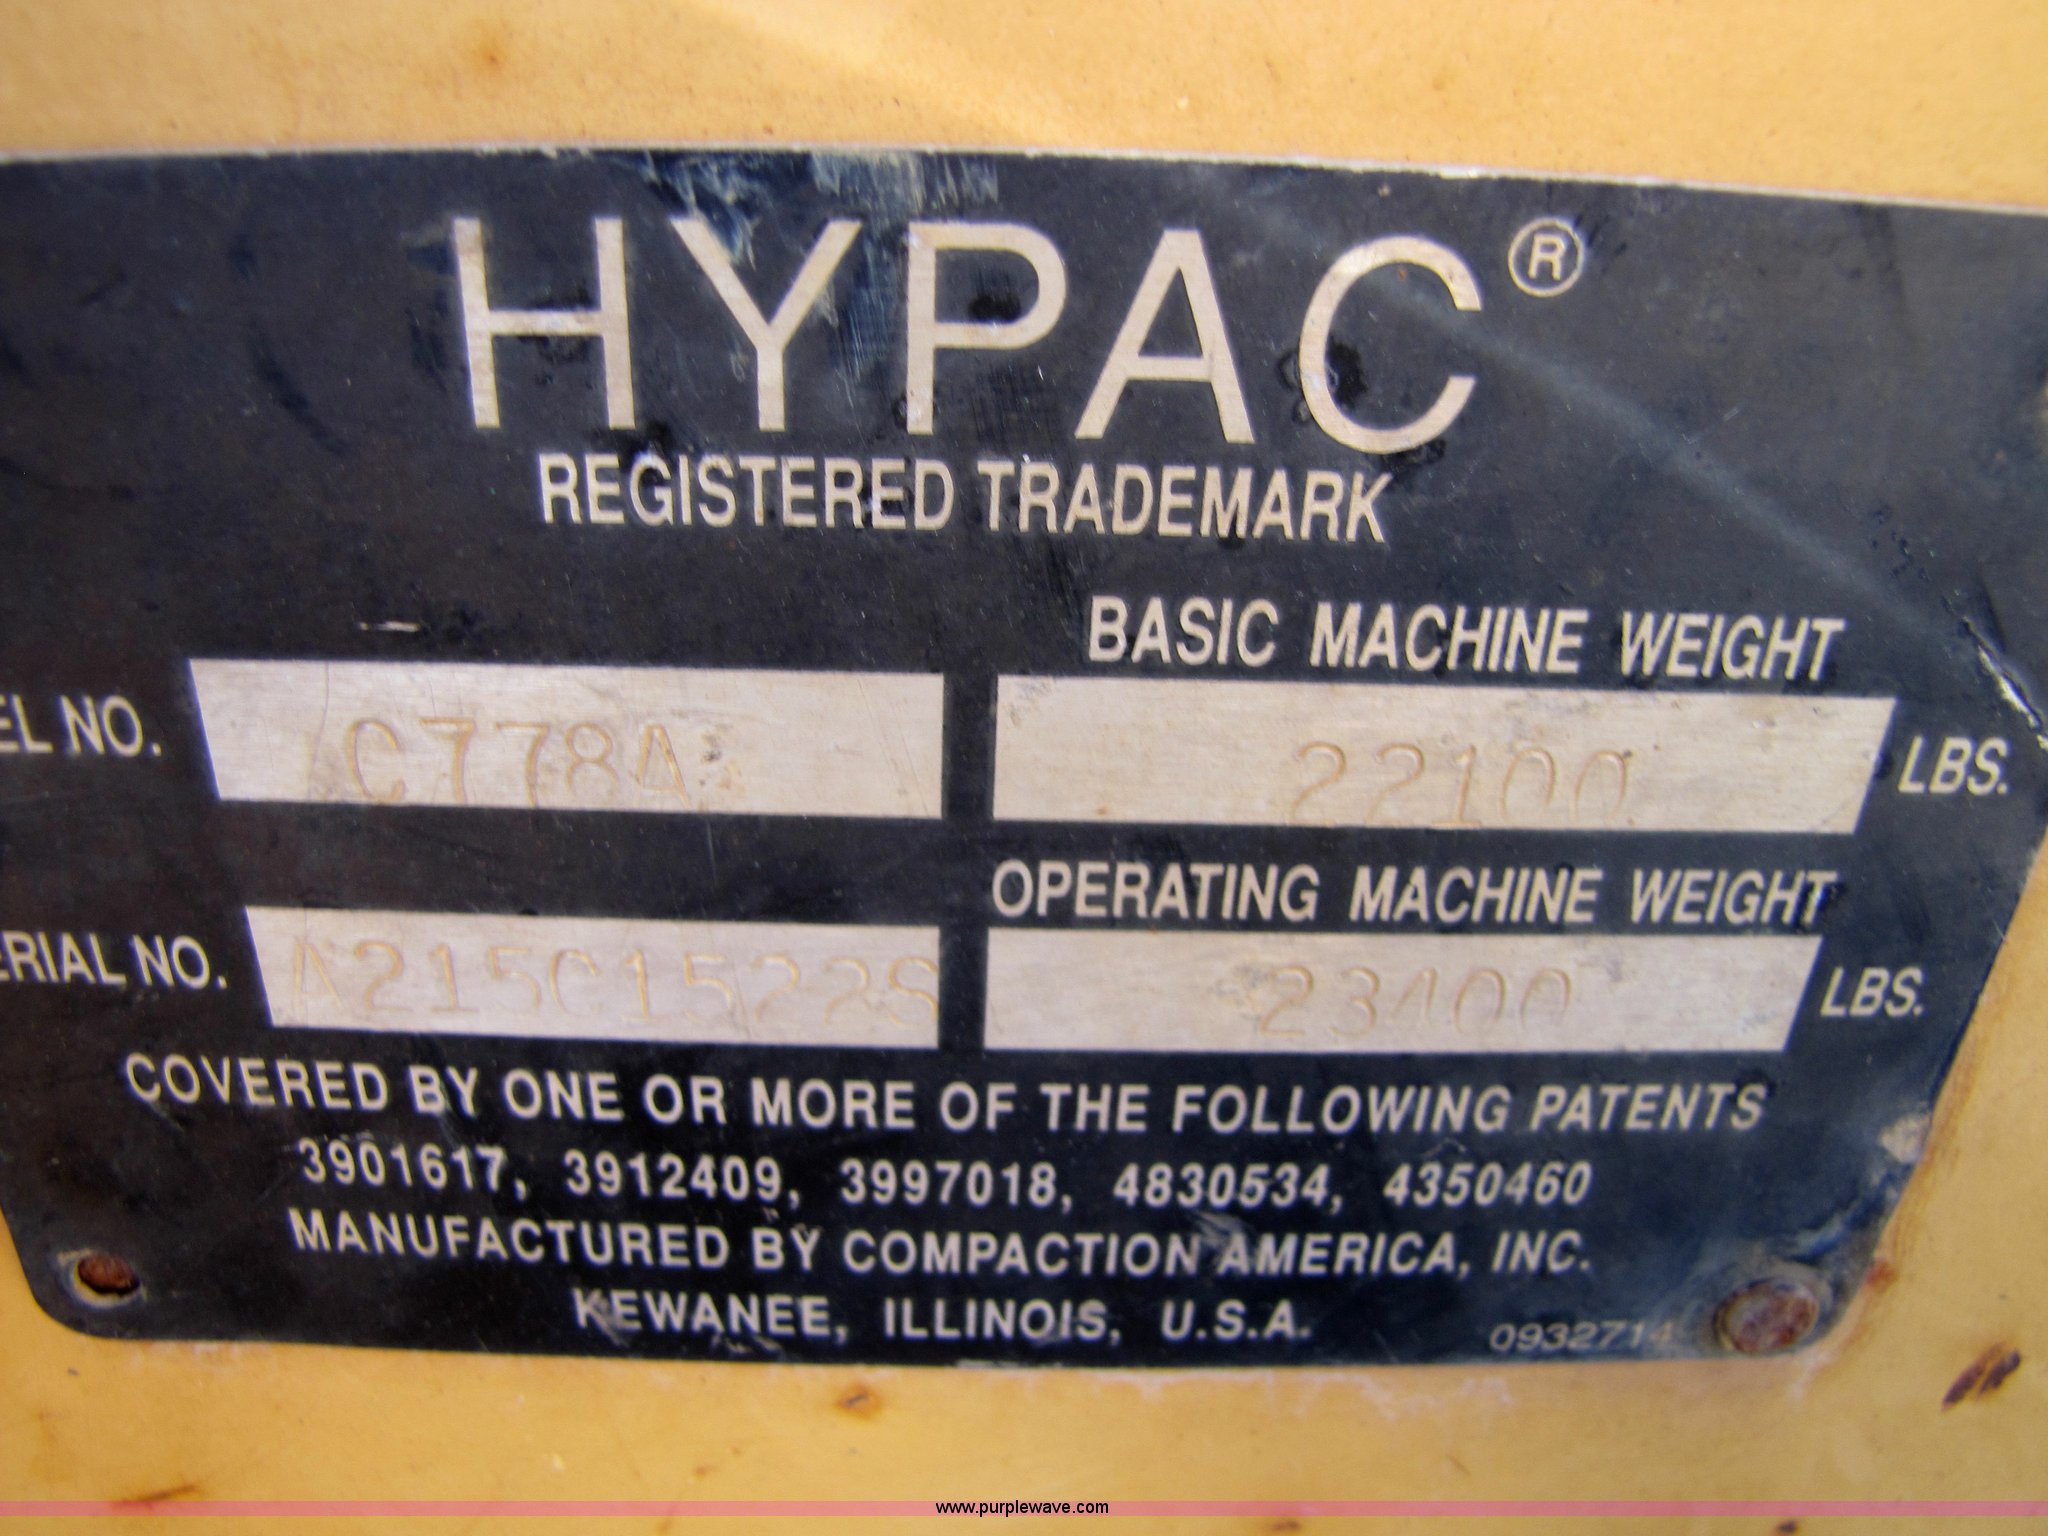 HYPAC®
REGISTERED TRADEMARK
BASIC MACHINE WEIGHT
EL NO. C778A 22100 LBS.
OPERATING MACHINE WEIGHT
ERIAL NO. A215C1522S 23400 LBS.
COVERED BY ONE OR MORE OF THE FOLLOWING PATENTS
3901617, 3912409, 3997018, 4830534, 4350460
MANUFACTURED BY COMPACTION AMERICA, INC.
KEWANEE, ILLINOIS, U.S.A.
0932714
www.purplewave.com